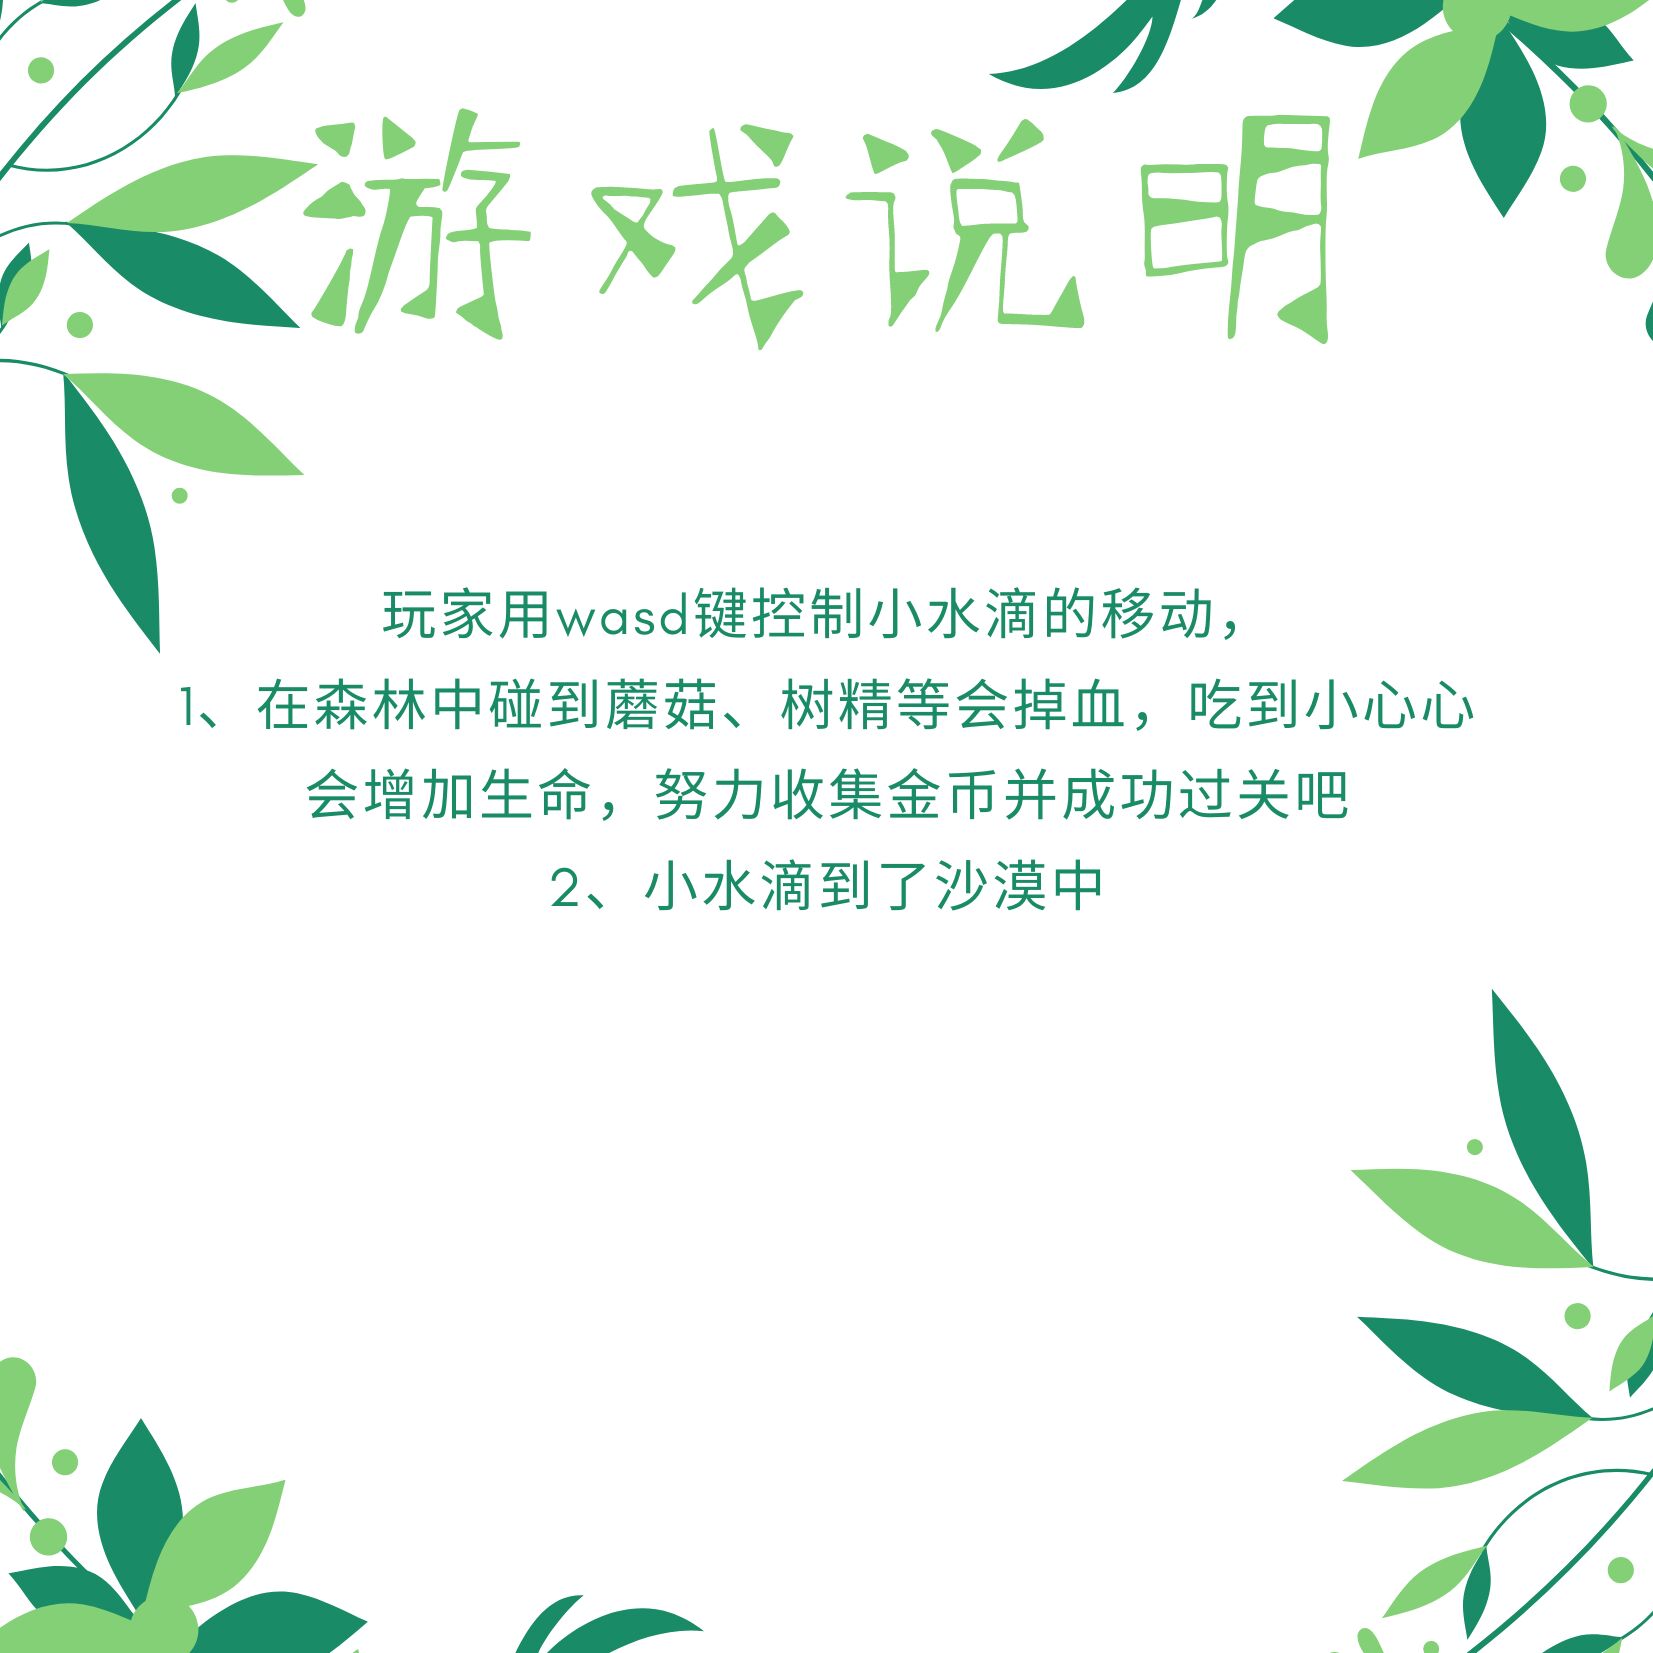 游戏说明
玩家用wasd键控制小水滴的移动，
1、在森林中碰到蘑菇、树精等会掉血，吃到小心心
会增加生命，努力收集金币并成功过关吧
2、小水滴到了沙漠中